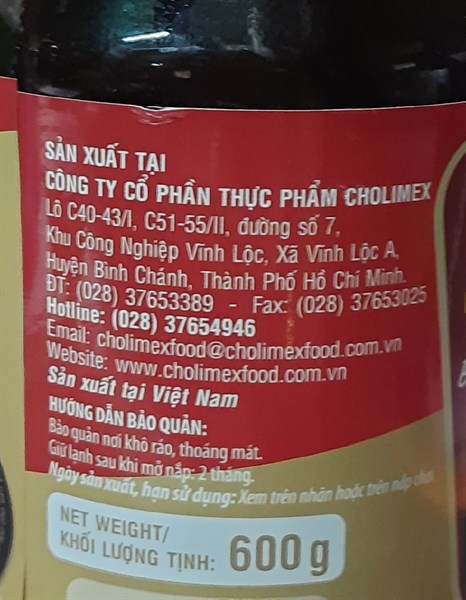 SẢN XUẤT TẠI
CÔNG TY CỔ PHẦN THỰC PHẨM CHOLIMEX
Lô C40-43/I, C51-55/II, đường số 7,
Khu Công Nghiệp Vĩnh Lộc, Xã Vĩnh Lộc A,
Huyện Bình Chánh, Thành Phố Hồ Chí Minh.
ĐT: (028) 37653389 - Fax: (028) 37653025
Hotline: (028) 37654946
Email: cholimexfood@cholimexfood.com.vn
Website: www.cholimexfood.com.vn
Sản xuất tại Việt Nam
HƯỚNG DẪN BẢO QUẢN:
Bảo quản nơi khô ráo, thoáng mát.
Giữ lạnh sau khi mở nắp: 2 tháng.
Ngày sản xuất, hạn sử dụng: Xem trên nhãn hoặc trên nắp chai
NET WEIGHT/
KHỐI LƯỢNG TỊNH: 600 g